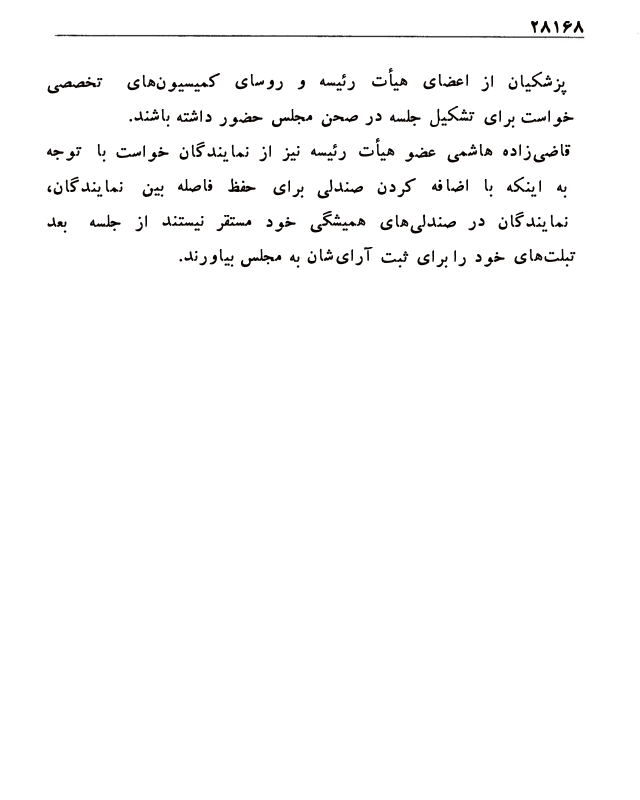 ۲۸۱۶۸
پزشکیان از اعضای هیأت رئیسه و روسای کمیسیون‌های تخصصی
خواست برای تشکیل جلسه در صحن مجلس حضور داشته باشند.
قاضی‌زاده هاشمی عضو هیأت رئیسه نیز از نمایندگان خواست با توجه
به اینکه با اضافه کردن صندلی برای حفظ فاصله بین نمایندگان،
نمایندگان در صندلی‌های همیشگی خود مستقر نیستند از جلسه بعد
تبلت‌های خود را برای ثبت آرای‌شان به مجلس بیاورند.